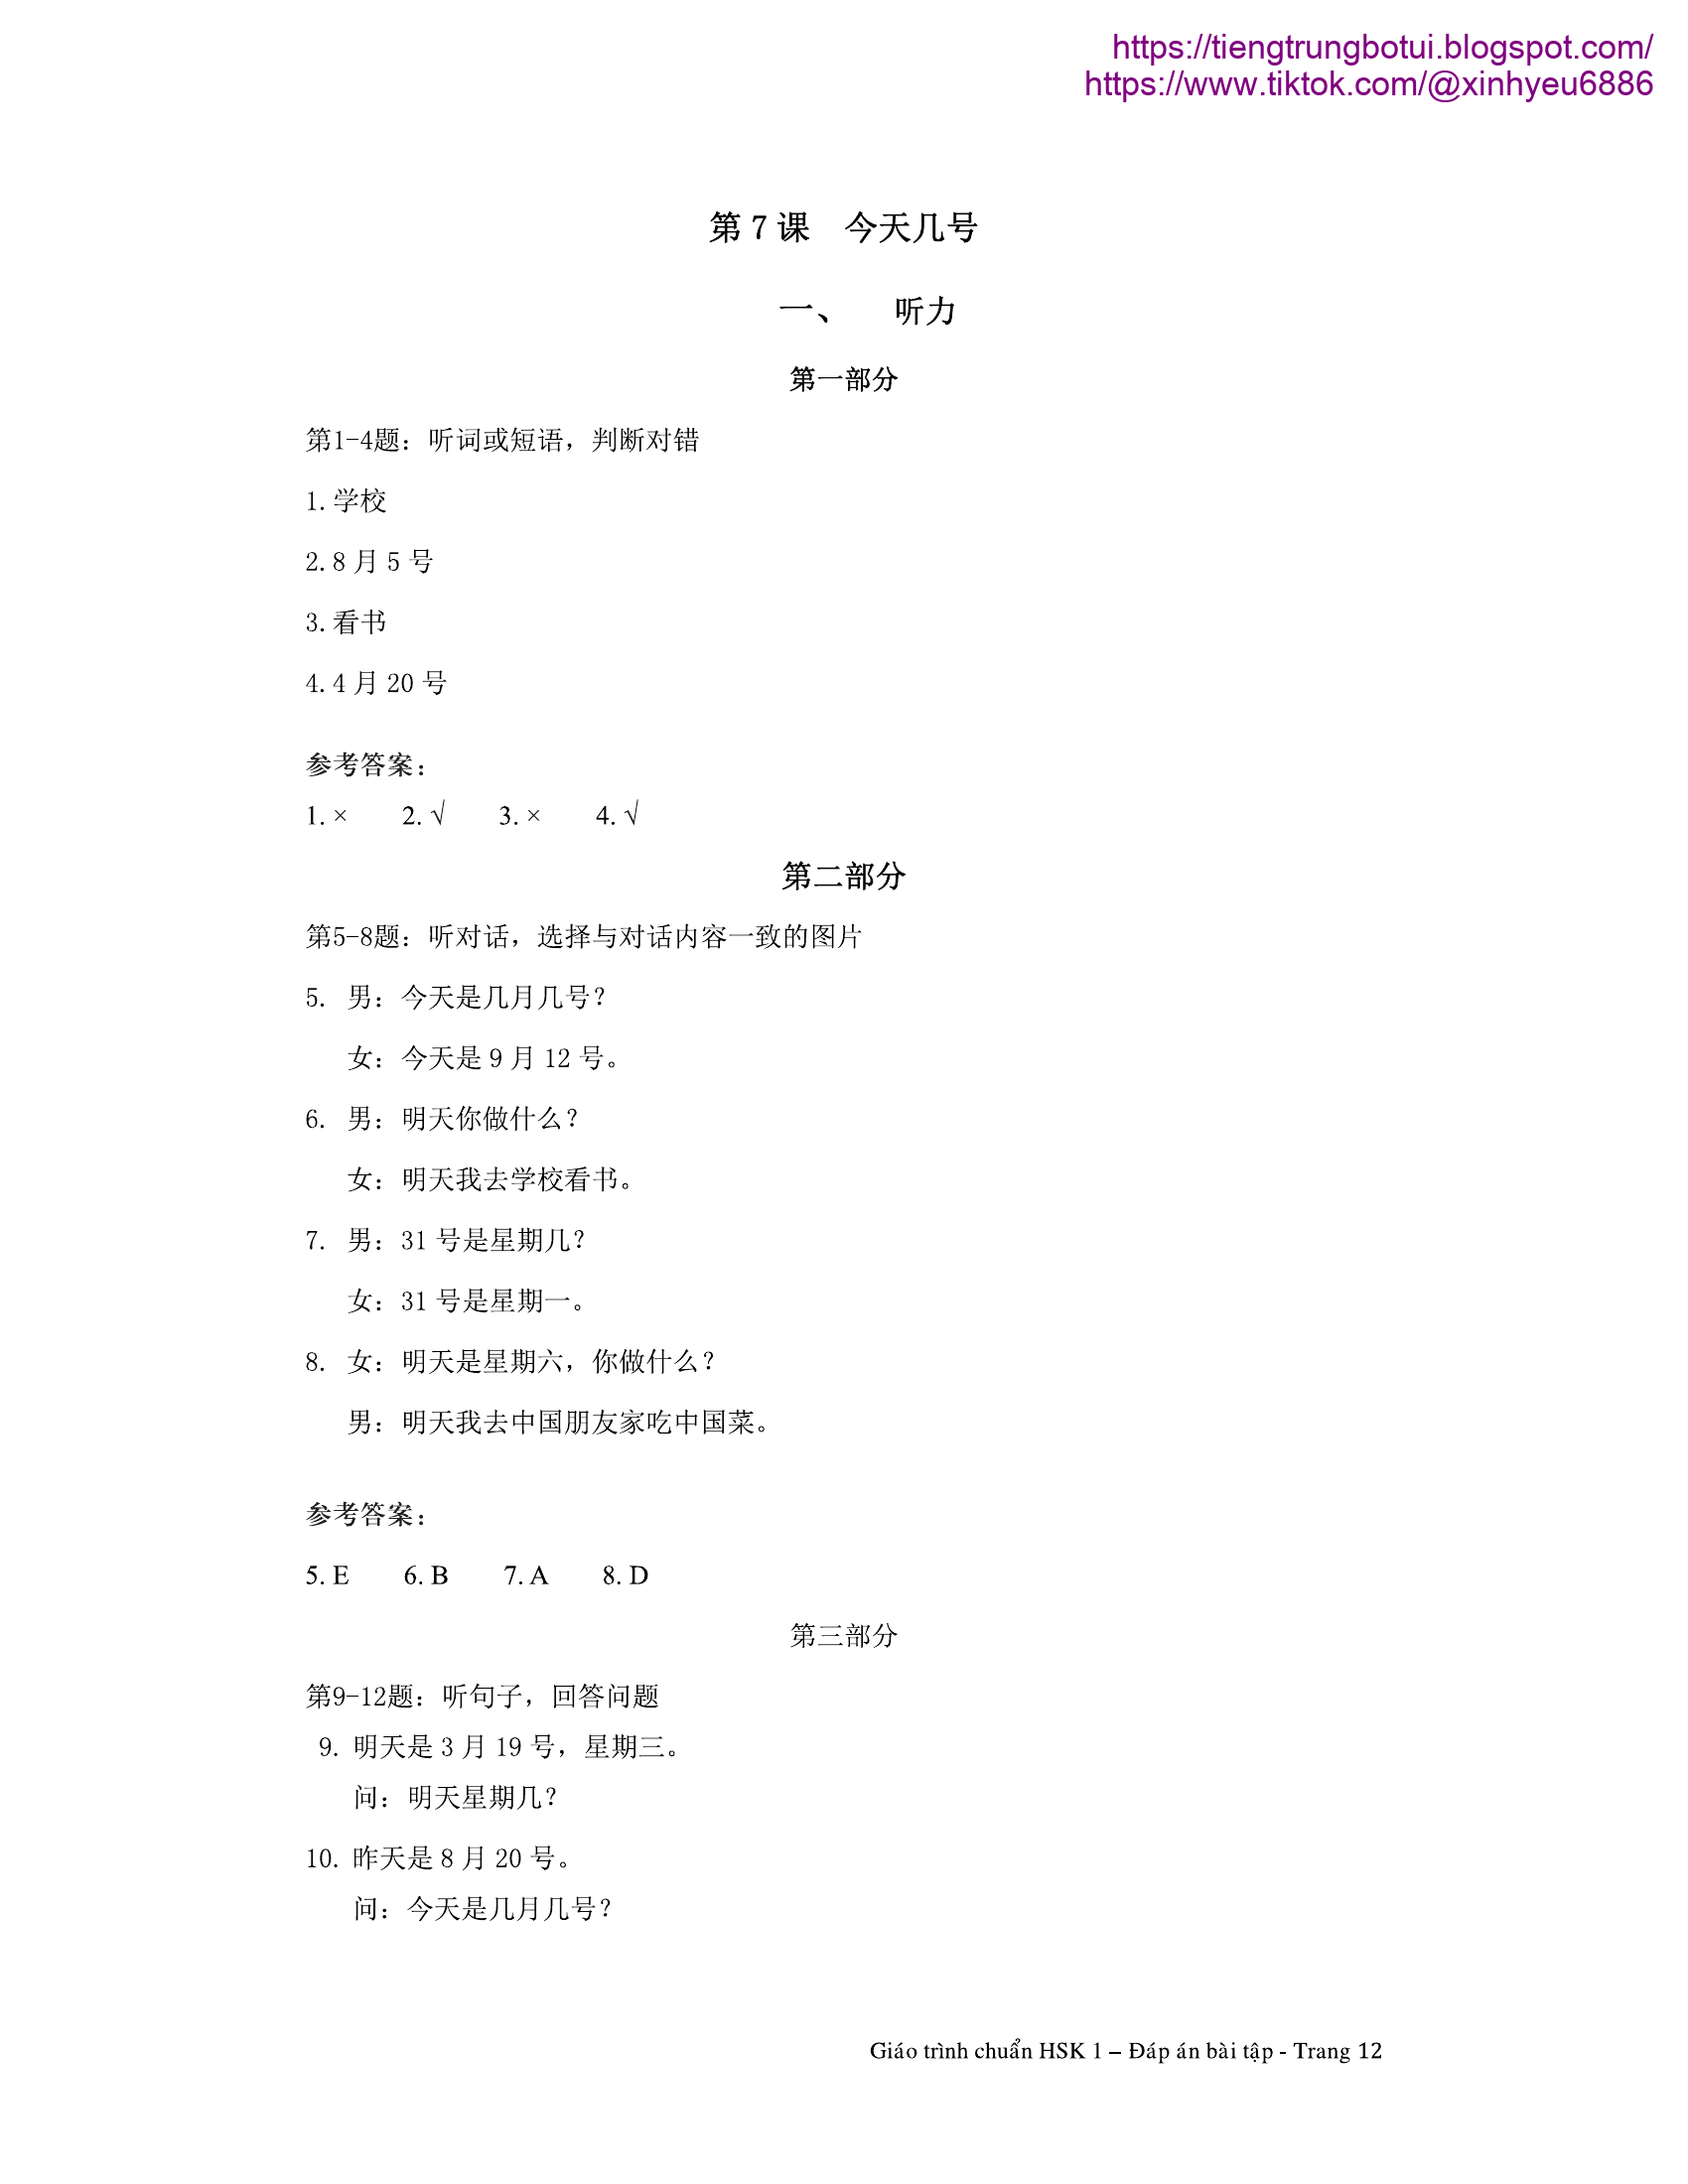 https://tiengtrungbotui.blogspot.com/
https://www.tiktok.com/@xinhyeu6886
第 7 课　今天几号
一、　听力
第一部分
第1-4题：听词或短语，判断对错
1. 学校
2. 8 月 5 号
3. 看书
4. 4 月 20 号
参考答案：
1. ×　2. √　3. ×　4. √
第二部分
第5-8题：听对话，选择与对话内容一致的图片
5. 男：今天是几月几号？
女：今天是 9 月 12 号。
6. 男：明天你做什么？
女：明天我去学校看书。
7. 男：31 号是星期几？
女：31 号是星期一。
8. 女：明天是星期六，你做什么？
男：明天我去中国朋友家吃中国菜。
参考答案：
5. E　6. B　7. A　8. D
第三部分
第9-12题：听句子，回答问题
9. 明天是 3 月 19 号，星期三。
问：明天星期几？
10. 昨天是 8 月 20 号。
问：今天是几月几号？
Giáo trình chuẩn HSK 1 – Đáp án bài tập - Trang 12